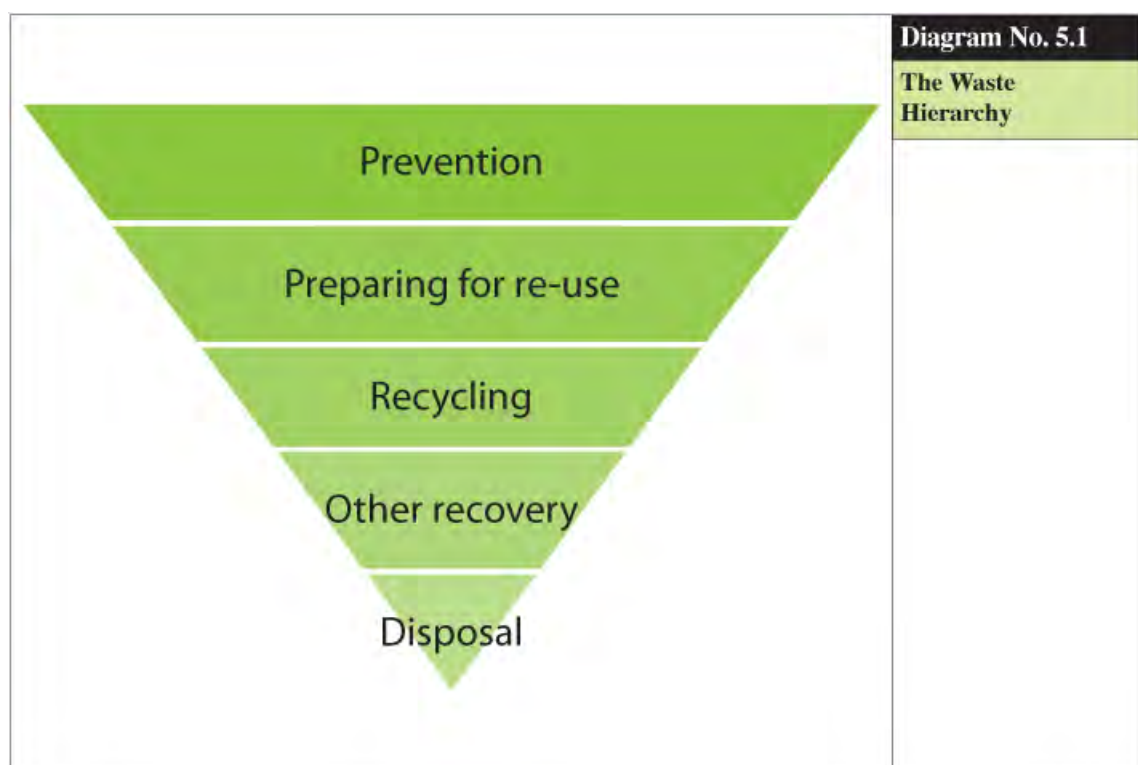 Diagram No. 5.1
The Waste
Hierarchy
Prevention
Preparing for re-use
Recycling
Other recovery
Disposal